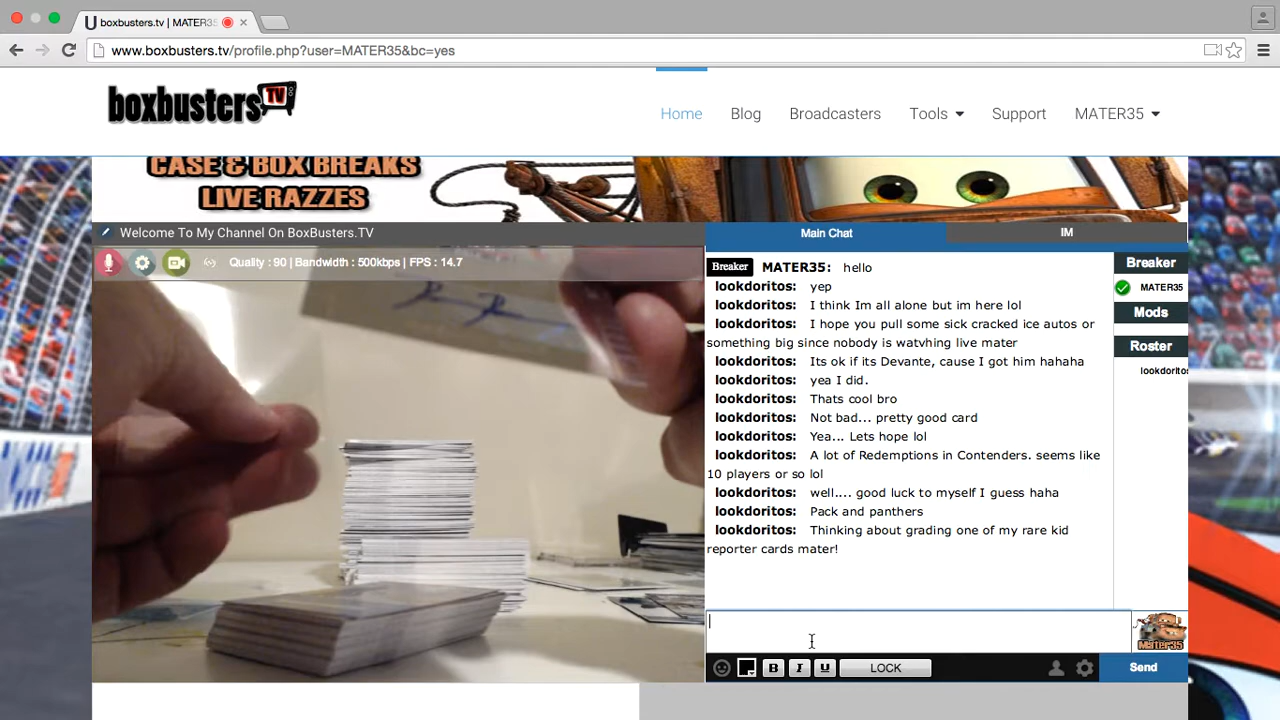 boxbusters.tv | MATER35
www.boxbusters.tv/profile.php?user=MATER35&bc=yes
boxbusters TV
Home Blog Broadcasters Tools Support MATER35
CASE & BOX BREAKS
LIVE RAZZES
Welcome To My Channel On BoxBusters.TV
Quality : 90 | Bandwidth : 500kbps | FPS : 14.7
Main Chat IM
Breaker MATER35: hello
lookdoritos: yep
lookdoritos: I think Im all alone but im here lol
lookdoritos: I hope you pull some sick cracked ice autos or
something big since nobody is watvhing live mater
lookdoritos: Its ok if its Devante, cause I got him hahaha
lookdoritos: yea I did.
lookdoritos: Thats cool bro
lookdoritos: Not bad... pretty good card
lookdoritos: Yea... Lets hope lol
lookdoritos: A lot of Redemptions in Contenders. seems like
10 players or so lol
lookdoritos: well.... good luck to myself I guess haha
lookdoritos: Pack and panthers
lookdoritos: Thinking about grading one of my rare kid
reporter cards mater!
Breaker
MATER35
Mods
Roster
lookdoritos
Mater35
B I U LOCK Send